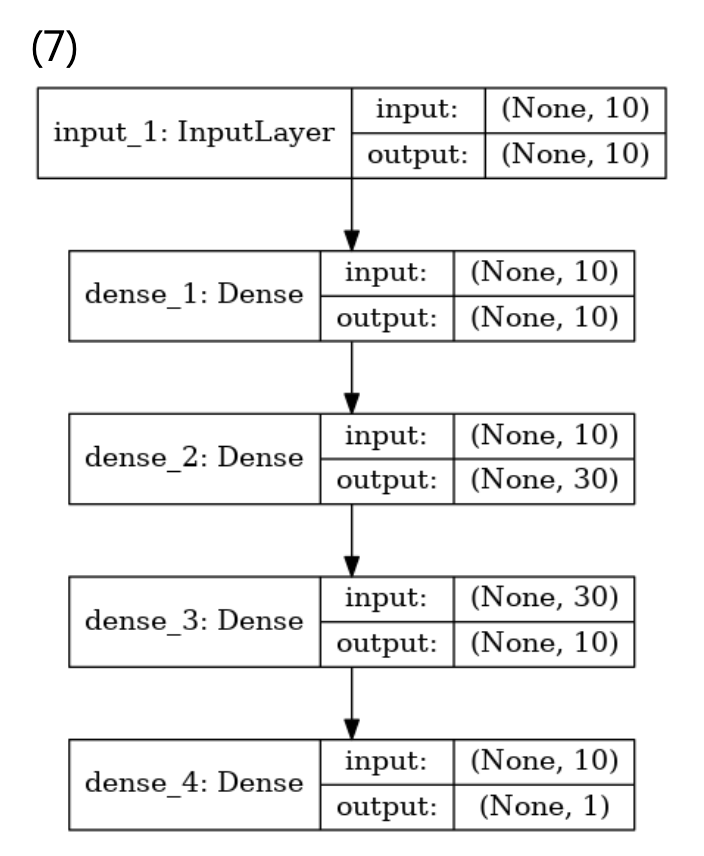 (7)
input_1: InputLayer
input:
(None, 10)
output:
(None, 10)
dense_1: Dense
input:
(None, 10)
output:
(None, 10)
dense_2: Dense
input:
(None, 10)
output:
(None, 30)
dense_3: Dense
input:
(None, 30)
output:
(None, 10)
dense_4: Dense
input:
(None, 10)
output:
(None, 1)